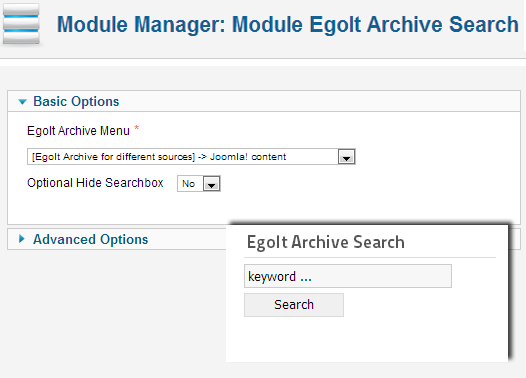 Module Manager: Module Egolt Archive Search
Basic Options
Egolt Archive Menu *
[Egolt Archive for different sources] -> Joomla! content
Optional Hide Searchbox No
Advanced Options
Egolt Archive Search
keyword ...
Search